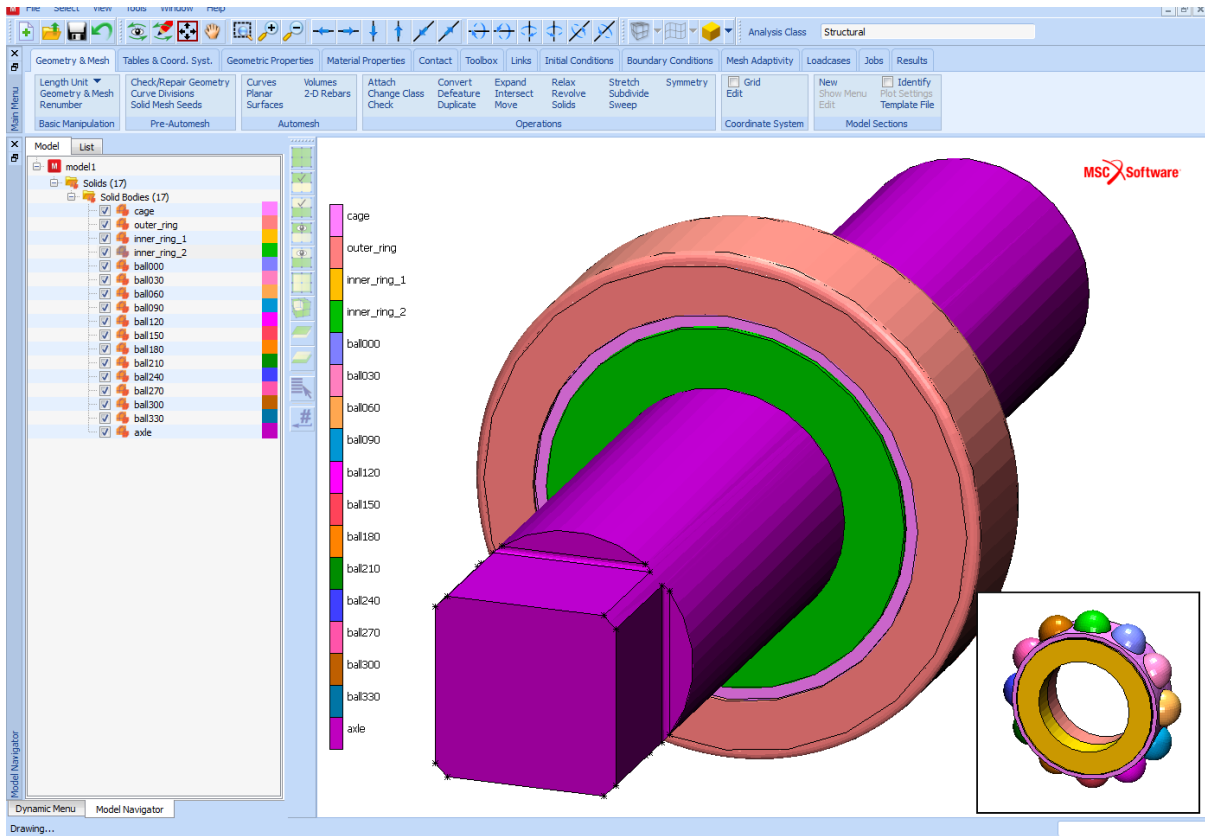 File Select View Tools Window Help
Analysis Class Structural
Main Menu
Geometry & Mesh Tables & Coord. Syst. Geometric Properties Material Properties Contact Toolbox Links Initial Conditions Boundary Conditions Mesh Adaptivity Loadcases Jobs Results
Length Unit Check/Repair Geometry Curves Volumes Attach Convert Expand Relax Stretch Symmetry Grid New Identify
Geometry & Mesh Curve Divisions Planar 2-D Rebars Change Class Defeature Intersect Revolve Subdivide Edit Show Menu Plot Settings
Renumber Solid Mesh Seeds Surfaces Check Duplicate Move Solids Sweep Edit Template File
Basic Manipulation Pre-Automesh Automesh Operations Coordinate System Model Sections
Model List
model1
Solids (17)
Solid Bodies (17)
cage
outer_ring
inner_ring_1
inner_ring_2
ball000
ball030
ball060
ball090
ball120
ball150
ball180
ball210
ball240
ball270
ball300
ball330
axle
Model Navigator
Dynamic Menu Model Navigator
Drawing...
MSC Software
cage
outer_ring
inner_ring_1
inner_ring_2
ball000
ball030
ball060
ball090
ball120
ball150
ball180
ball210
ball240
ball270
ball300
ball330
axle